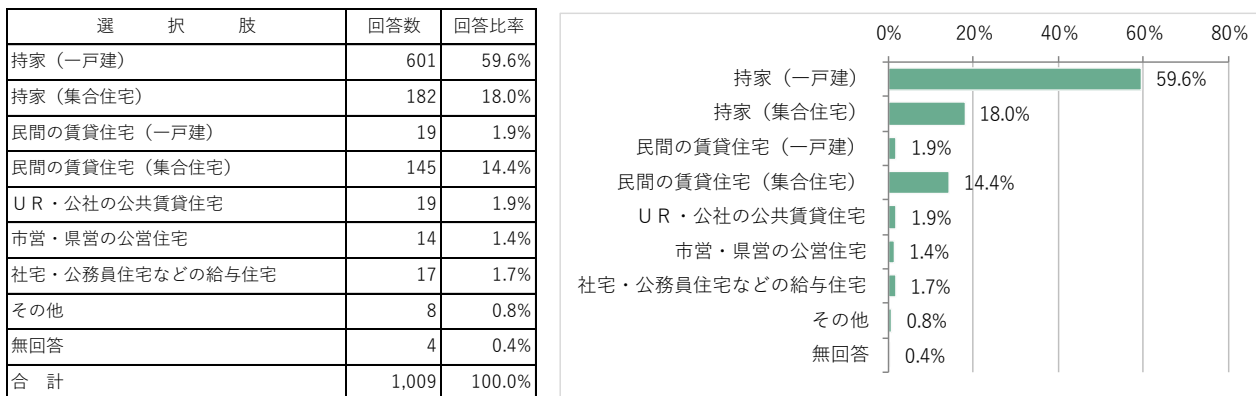 選　択　肢 回答数 回答比率
持家（一戸建） 601 59.6%
持家（集合住宅） 182 18.0%
民間の賃貸住宅（一戸建） 19 1.9%
民間の賃貸住宅（集合住宅） 145 14.4%
ＵＲ・公社の公共賃貸住宅 19 1.9%
市営・県営の公営住宅 14 1.4%
社宅・公務員住宅などの給与住宅 17 1.7%
その他 8 0.8%
無回答 4 0.4%
合　計 1,009 100.0%
0% 20% 40% 60% 80%
持家（一戸建） 59.6%
持家（集合住宅） 18.0%
民間の賃貸住宅（一戸建） 1.9%
民間の賃貸住宅（集合住宅） 14.4%
ＵＲ・公社の公共賃貸住宅 1.9%
市営・県営の公営住宅 1.4%
社宅・公務員住宅などの給与住宅 1.7%
その他 0.8%
無回答 0.4%